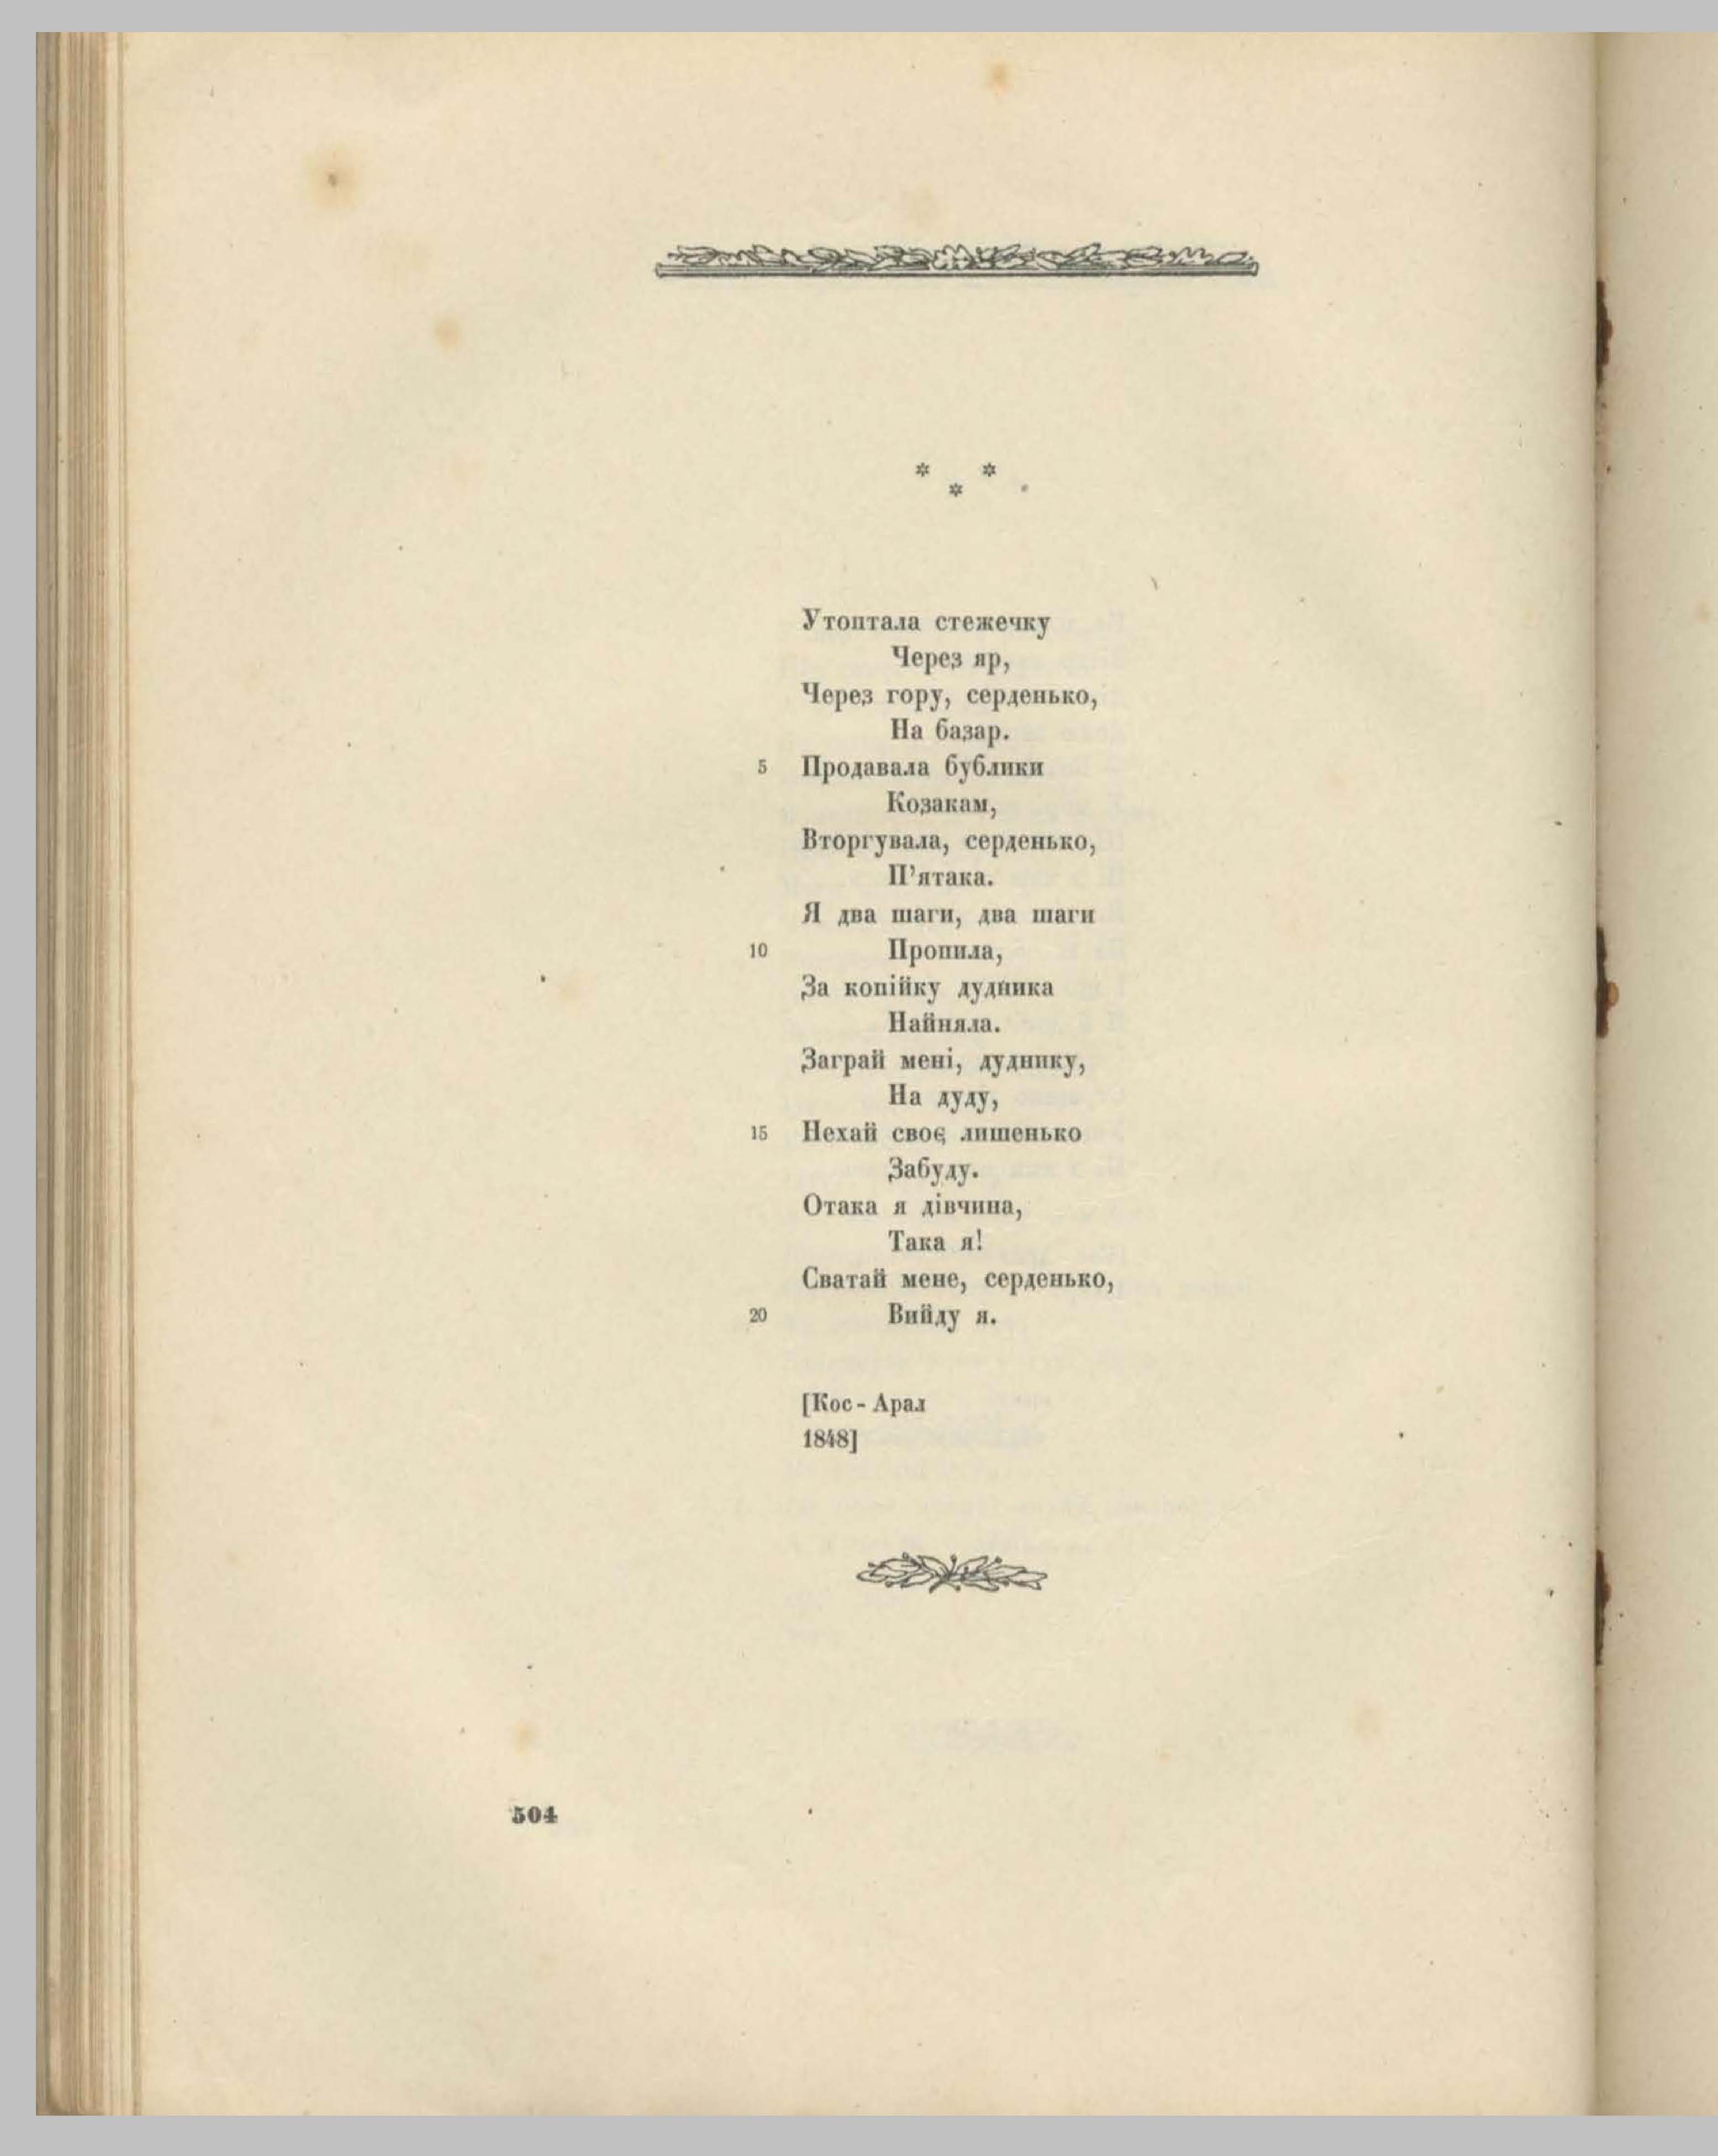 * * *
Утоптала стежечку
Через яр,
Через гору, серденько,
На базар.
5 Продавала бублики
Козакам,
Вторгувала, серденько,
П’ятака.
Я два шаги, два шаги
10 Пропила,
За копійку дудника
Найняла.
Заграй мені, дуднику,
На дуду,
15 Нехай своє лишенько
Забуду.
Отака я дівчина,
Така я!
Сватай мене, серденько,
20 Вийду я.
[Кос - Арал
1848]
504